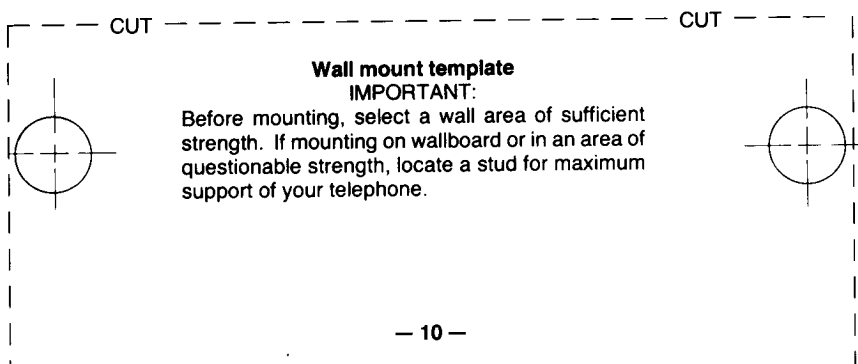 CUT CUT
Wall mount template
IMPORTANT:
Before mounting, select a wall area of sufficient
strength. If mounting on wallboard or in an area of
questionable strength, locate a stud for maximum
support of your telephone.
— 10 —